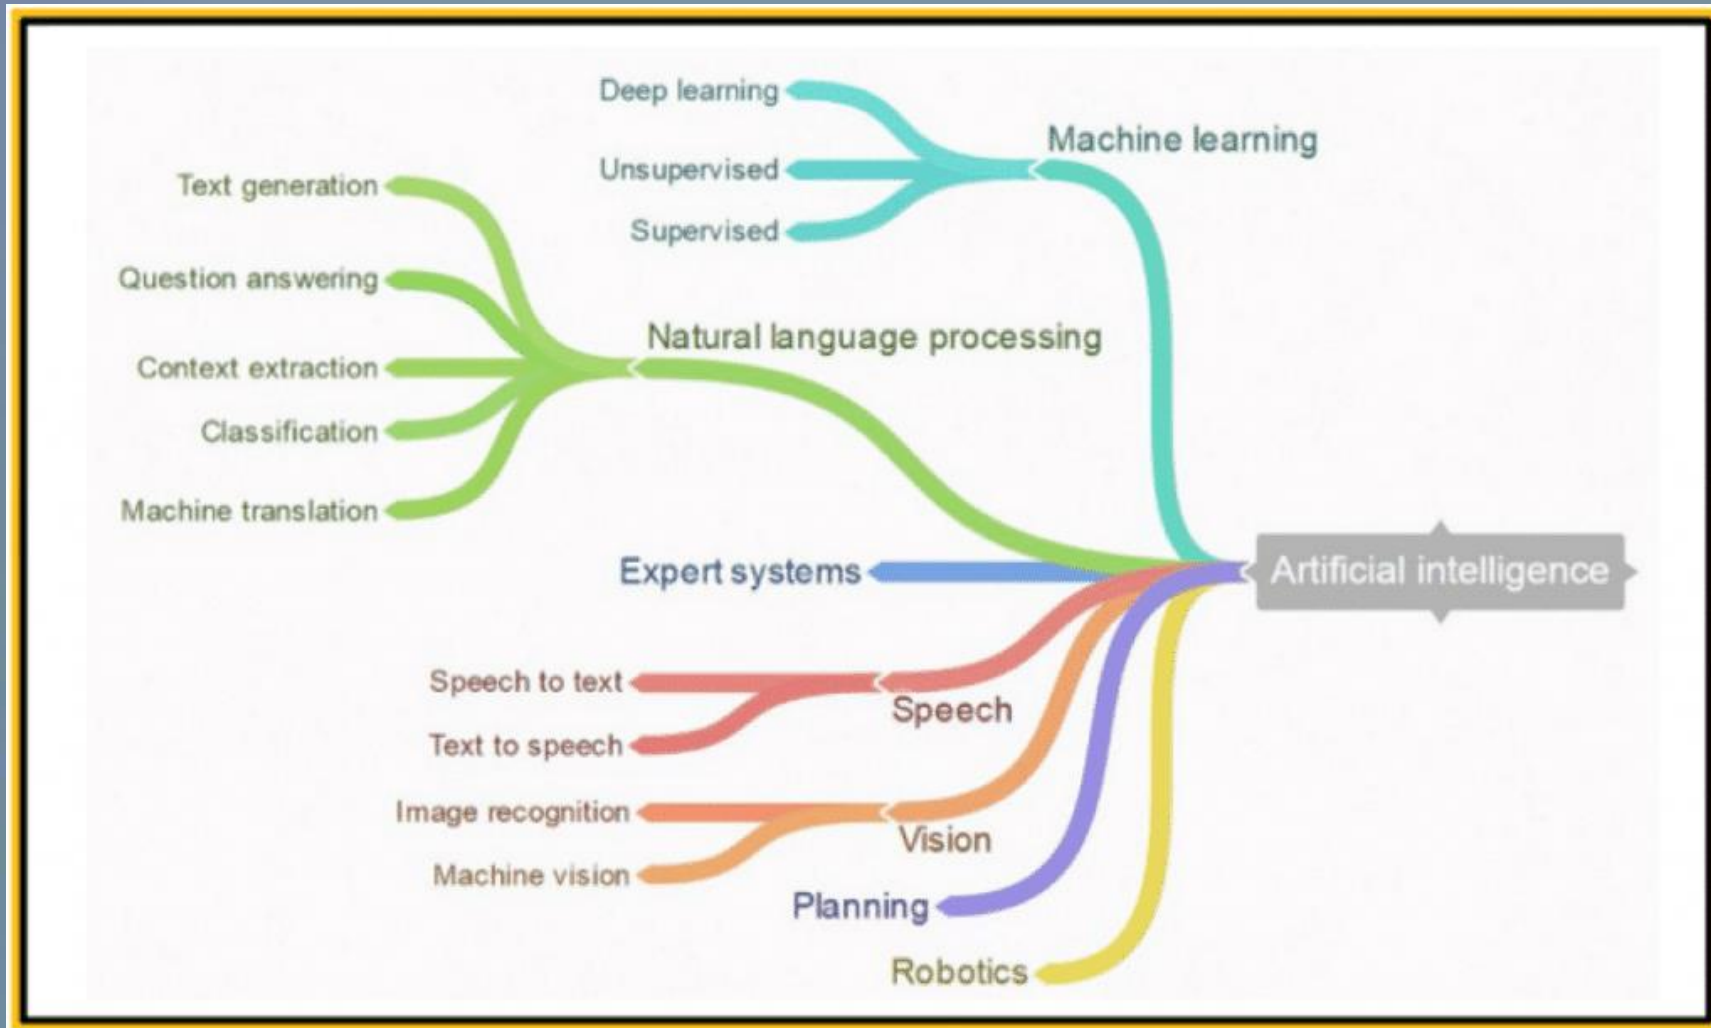 Deep learning
Machine learning
Unsupervised
Text generation
Supervised
Question answering
Natural language processing
Context extraction
Classification
Machine translation
Expert systems
Artificial intelligence
Speech to text
Speech
Text to speech
Image recognition
Vision
Machine vision
Planning
Robotics